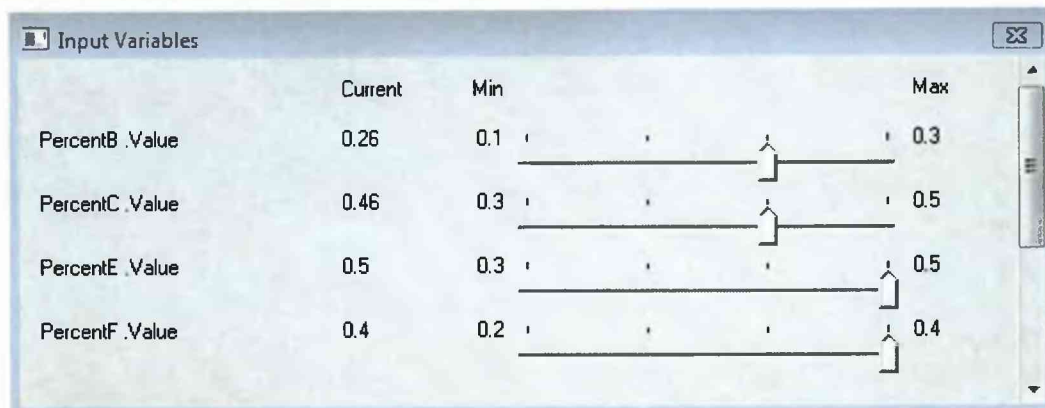 Input Variables
Current Min Max
PercentB .Value 0.26 0.1 0.3
PercentC .Value 0.46 0.3 0.5
PercentE .Value 0.5 0.3 0.5
PercentF .Value 0.4 0.2 0.4